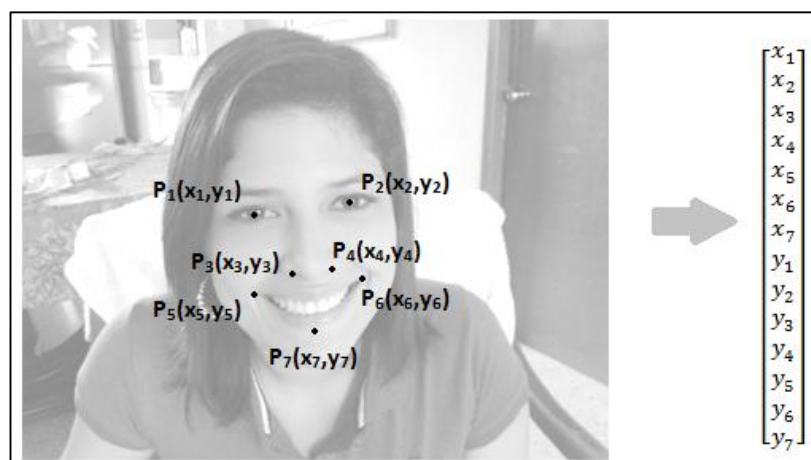 P₁(x₁,y₁)
P₂(x₂,y₂)
P₃(x₃,y₃)
P₄(x₄,y₄)
P₅(x₅,y₅)
P₆(x₆,y₆)
P₇(x₇,y₇)
x₁
x₂
x₃
x₄
x₅
x₆
x₇
y₁
y₂
y₃
y₄
y₅
y₆
y₇